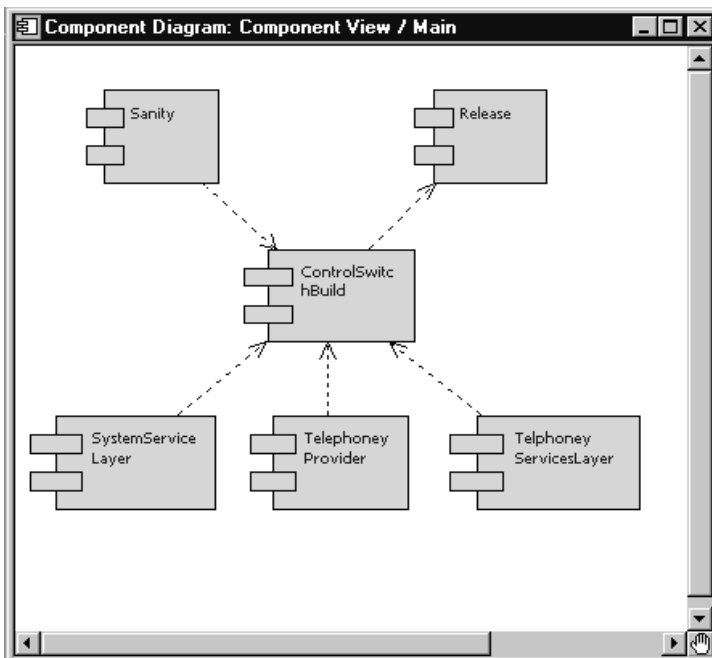 Component Diagram: Component View / Main
Sanity
Release
ControlSwitc
hBuild
SystemService
Layer
Telephoney
Provider
Telphoney
ServicesLayer